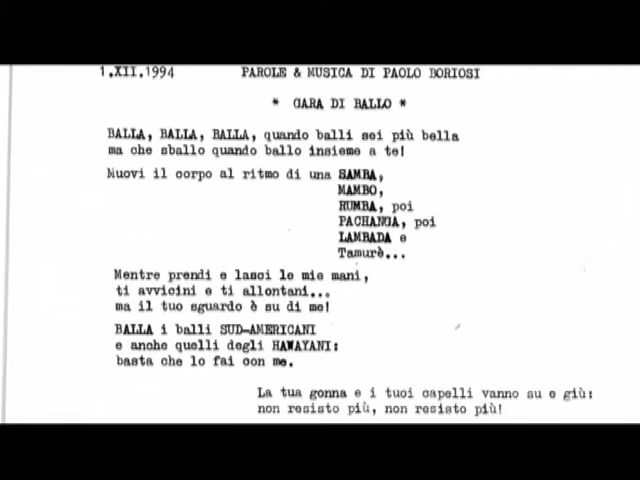 1.XII.1994 PAROLE & MUSICA DI PAOLO BORIOSI
* GARA DI BALLO *
BALLA, BALLA, BALLA, quando balli sei più bella
ma che sballo quando ballo insieme a te!
Muovi il corpo al ritmo di una SAMBA,
MAMBO,
RUMBA, poi
PACHANGA, poi
LAMBADA e
Tamurè...
Mentre prendi e lasci le mie mani,
ti avvicini e ti allontani...
ma il tuo sguardo è su di me!
BALLA i balli SUD-AMERICANI
e anche quelli degli HAWAYANI:
basta che lo fai con me.
La tua gonna e i tuoi capelli vanno su e giù:
non resisto più, non resisto più!